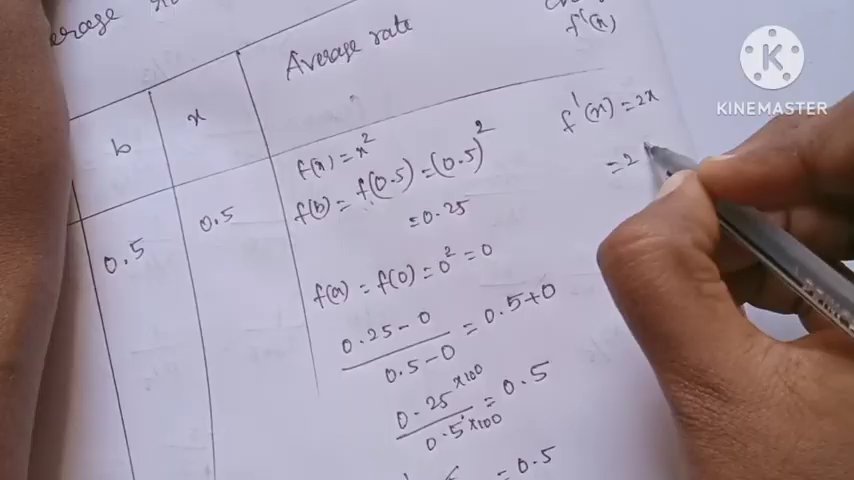 Average rate
f'(x)
b
x
f(x) = x²
f'(x) = 2x
f(b) = f(0.5) = (0.5)²
= 2
= 0.25
0.5
0.5
f(a) = f(0) = 0² = 0
0.25 - 0 / 0.5 - 0 = 0.5 + 0
0.25 ×100 / 0.5 ×100 = 0.5
= 0.5
K
KINEMASTER